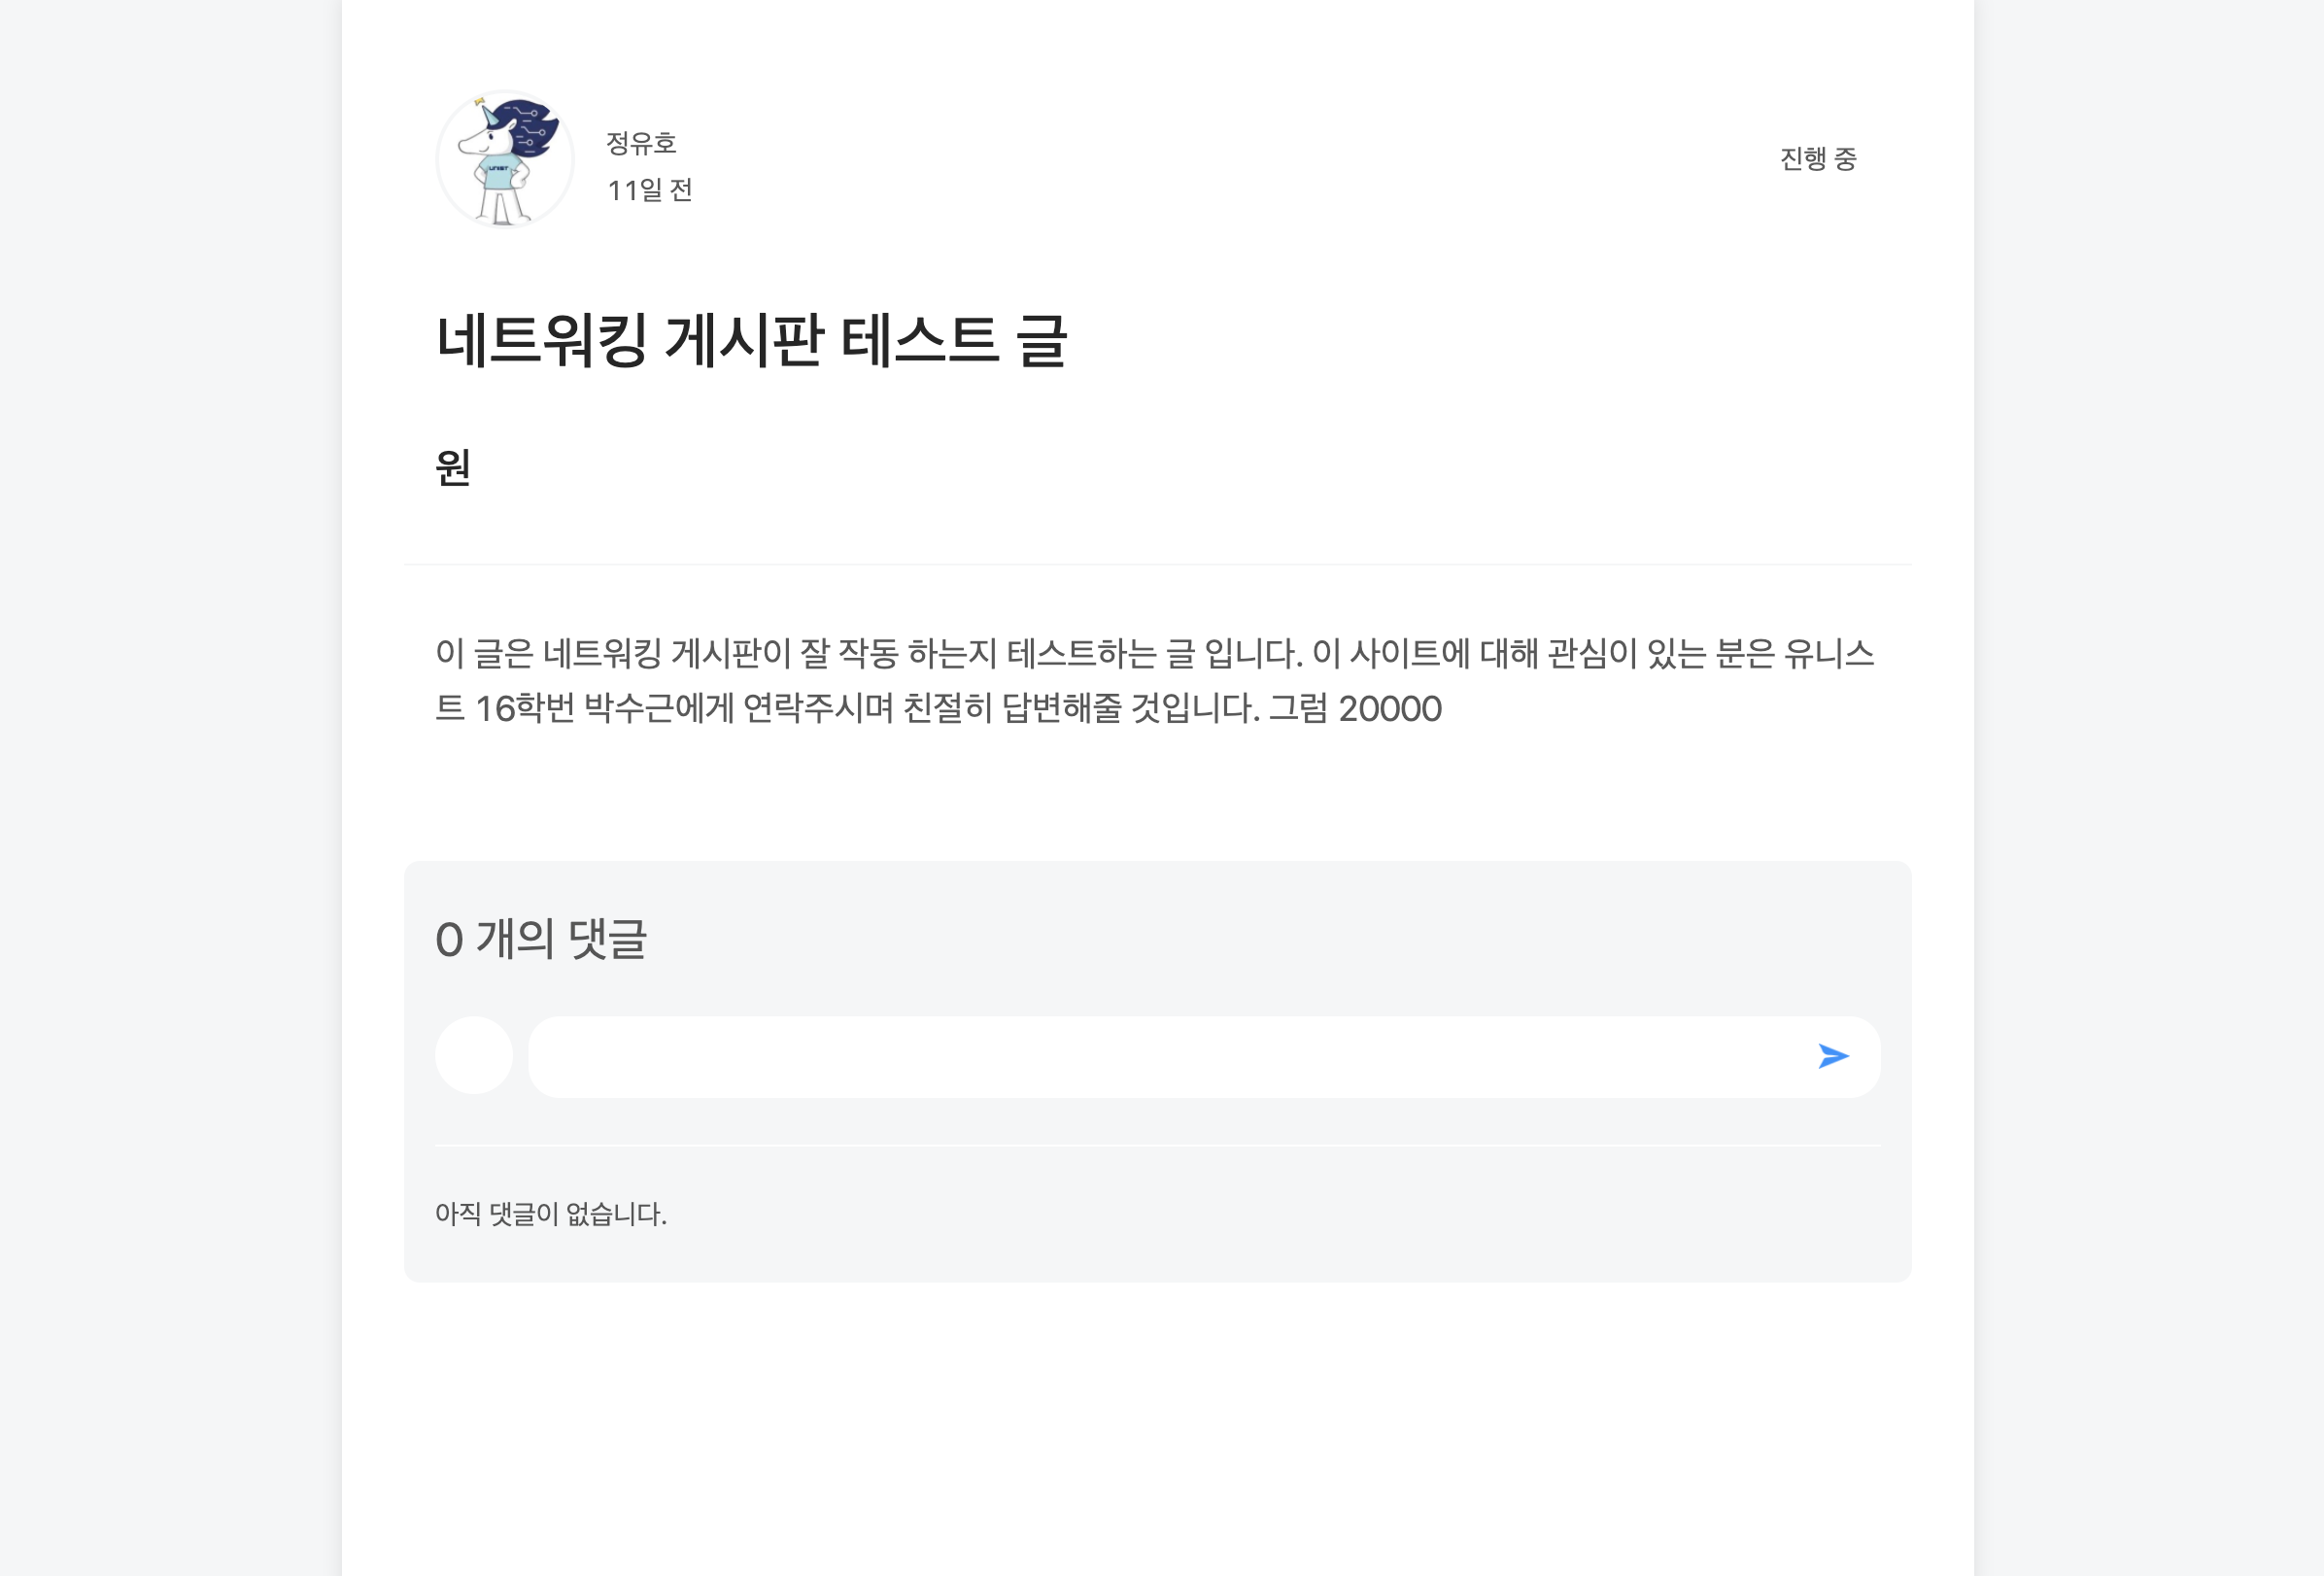 정유호
11일 전
진행 중
네트워킹 게시판 테스트 글
원
이 글은 네트워킹 게시판이 잘 작동 하는지 테스트하는 글 입니다. 이 사이트에 대해 관심이 있는 분은 유니스
트 16학번 박수근에게 연락주시며 친절히 답변해줄 것입니다. 그럼 20000
0 개의 댓글
아직 댓글이 없습니다.